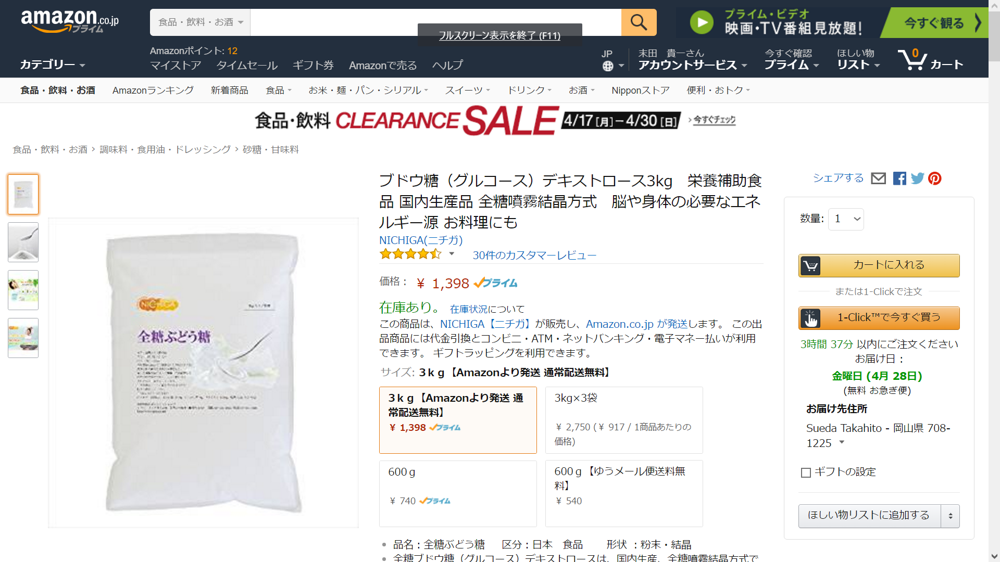 amazon.co.jp
プライム
食品・飲料・お酒
フルスクリーン表示を終了 (F11)
プライム・ビデオ
映画・TV番組見放題!
今すぐ観る
カテゴリー
Amazonポイント: 12
マイストア タイムセール ギフト券 Amazonで売る ヘルプ
JP
末田 貴一さん
アカウントサービス
今すぐ確認
プライム
ほしい物
リスト
0
カート
食品・飲料・お酒 Amazonランキング 新着商品 食品 お米・麺・パン・シリアル スイーツ ドリンク お酒 Nipponストア 便利・おトク
食品・飲料 CLEARANCE SALE 4/17[月]-4/30[日] ›今すぐチェック
食品・飲料・お酒 › 調味料・食用油・ドレッシング › 砂糖・甘味料
NICHIGA
全糖ぶどう糖
ブドウ糖（グルコース）デキストロース3kg　栄養補助食
品 国内生産品 全糖噴霧結晶方式　脳や身体の必要なエネ
ルギー源 お料理にも
NICHIGA(ニチガ)
30件のカスタマーレビュー
価格： ￥ 1,398 プライム
在庫あり。 在庫状況について
この商品は、NICHIGA【ニチガ】が販売し、Amazon.co.jp が発送します。 この出
品商品には代金引換とコンビニ・ATM・ネットバンキング・電子マネー払いが利用
できます。 ギフトラッピングを利用できます。
サイズ: ３ｋｇ【Amazonより発送 通常配送無料】
３ｋｇ【Amazonより発送 通
常配送無料】
￥ 1,398 プライム
3kg×3袋
￥ 2,750 (￥ 917 / 1商品あたりの
価格)
600ｇ
￥ 740 プライム
600ｇ【ゆうメール便送料無
料】
￥ 540
品名：全糖ぶどう糖　 区分：日本　食品　　 形状 ：粉末・結晶
全糖ブドウ糖（グルコース）デキストロースは、国内生産、全糖噴霧結晶方式で
シェアする
数量: 1
カートに入れる
または1-Clickで注文
1-Click™で今すぐ買う
3時間 37分 以内にご注文ください
お届け日：
金曜日 (4月 28日)
(無料 お急ぎ便)
お届け先住所
Sueda Takahito - 岡山県 708-
1225
ギフトの設定
ほしい物リストに追加する